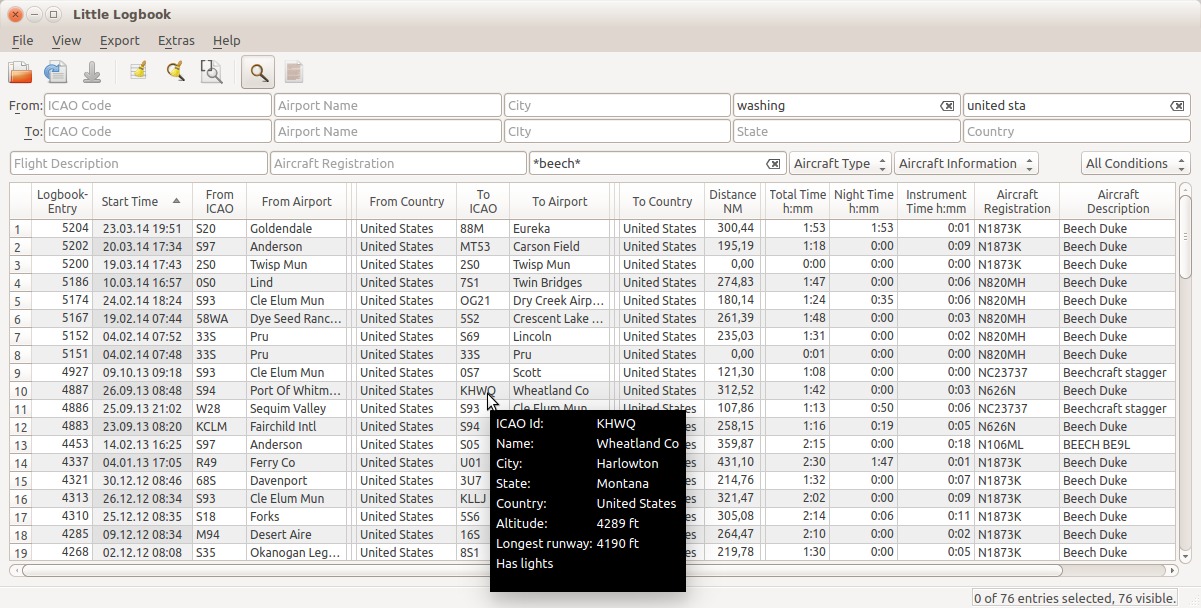 Little Logbook
File View Export Extras Help
From: ICAO Code Airport Name City washing united sta
To: ICAO Code Airport Name CIty State Country
Flight Description Aircraft Registration *beech* Aircraft Type Aircraft Information All Conditions
Logbook-Entry Start Time From ICAO From Airport From Country To ICAO To Airport To Country Distance NM Total Time h:mm Night Time h:mm Instrument Time h:mm Aircraft Registration Aircraft Description
1 5204 23.03.14 19:51 S20 Goldendale United States 88M Eureka United States 300,44 1:53 1:53 0:01 N1873K Beech Duke
2 5202 20.03.14 17:34 S97 Anderson United States MT53 Carson Field United States 195,19 1:18 0:00 0:09 N1873K Beech Duke
3 5200 19.03.14 17:43 2S0 Twisp Mun United States 2S0 Twisp Mun United States 0,00 0:00 0:00 0:00 N1873K Beech Duke
4 5186 10.03.14 16:57 0S0 Lind United States 7S1 Twin Bridges United States 274,83 1:47 0:00 0:06 N820MH Beech Duke
5 5174 24.02.14 18:24 S93 Cle Elum Mun United States OG21 Dry Creek Airp... United States 180,14 1:24 0:35 0:06 N820MH Beech Duke
6 5167 19.02.14 07:44 58WA Dye Seed Ranc... United States 5S2 Crescent Lake ... United States 261,39 1:48 0:00 0:03 N820MH Beech Duke
7 5152 04.02.14 07:52 33S Pru United States S69 Lincoln United States 235,03 1:31 0:00 0:02 N820MH Beech Duke
8 5151 04.02.14 07:48 33S Pru United States 33S Pru United States 0,00 0:01 0:00 0:00 N820MH Beech Duke
9 4927 09.10.13 09:18 S93 Cle Elum Mun United States 0S7 Scott United States 121,30 1:08 0:00 0:00 NC23737 Beechcraft stagger
10 4887 26.09.13 08:48 S94 Port Of Whitm... United States KHWQ Wheatland Co United States 312,52 1:42 0:00 0:03 N626N Beech Duke
11 4886 25.09.13 21:02 W28 Sequim Valley United States S93 Cle Elum Mun United States 107,86 1:13 0:50 0:06 NC23737 Beechcraft stagger
12 4883 23.09.13 08:20 KCLM Fairchild Intl United States S94 es 258,15 1:16 0:19 0:05 N626N Beech Duke
13 4453 14.02.13 16:25 S97 Anderson United States S05 es 359,87 2:15 0:00 0:18 N106ML BEECH BE9L
14 4337 04.01.13 17:05 R49 Ferry Co United States U01 es 431,10 2:30 1:47 0:01 N1873K Beech Duke
15 4321 30.12.12 08:46 68S Davenport United States 3U7 es 214,76 1:32 0:00 0:07 N1873K Beech Duke
16 4313 26.12.12 08:34 S93 Cle Elum Mun United States KLLJ es 321,47 2:02 0:00 0:09 N1873K Beech Duke
17 4310 25.12.12 08:35 S18 Forks United States 5S6 es 305,08 2:14 0:06 0:11 N1873K Beech Duke
18 4285 09.12.12 08:34 M94 Desert Aire United States 16S es 264,47 2:10 0:00 0:02 N1873K Beech Duke
19 4268 02.12.12 08:08 S35 Okanogan Leg... United States 8S1 es 219,78 1:30 0:00 0:05 N1873K Beech Duke
ICAO Id: KHWQ
Name: Wheatland Co
City: Harlowton
State: Montana
Country: United States
Altitude: 4289 ft
Longest runway: 4190 ft
Has lights
0 of 76 entries selected, 76 visible.